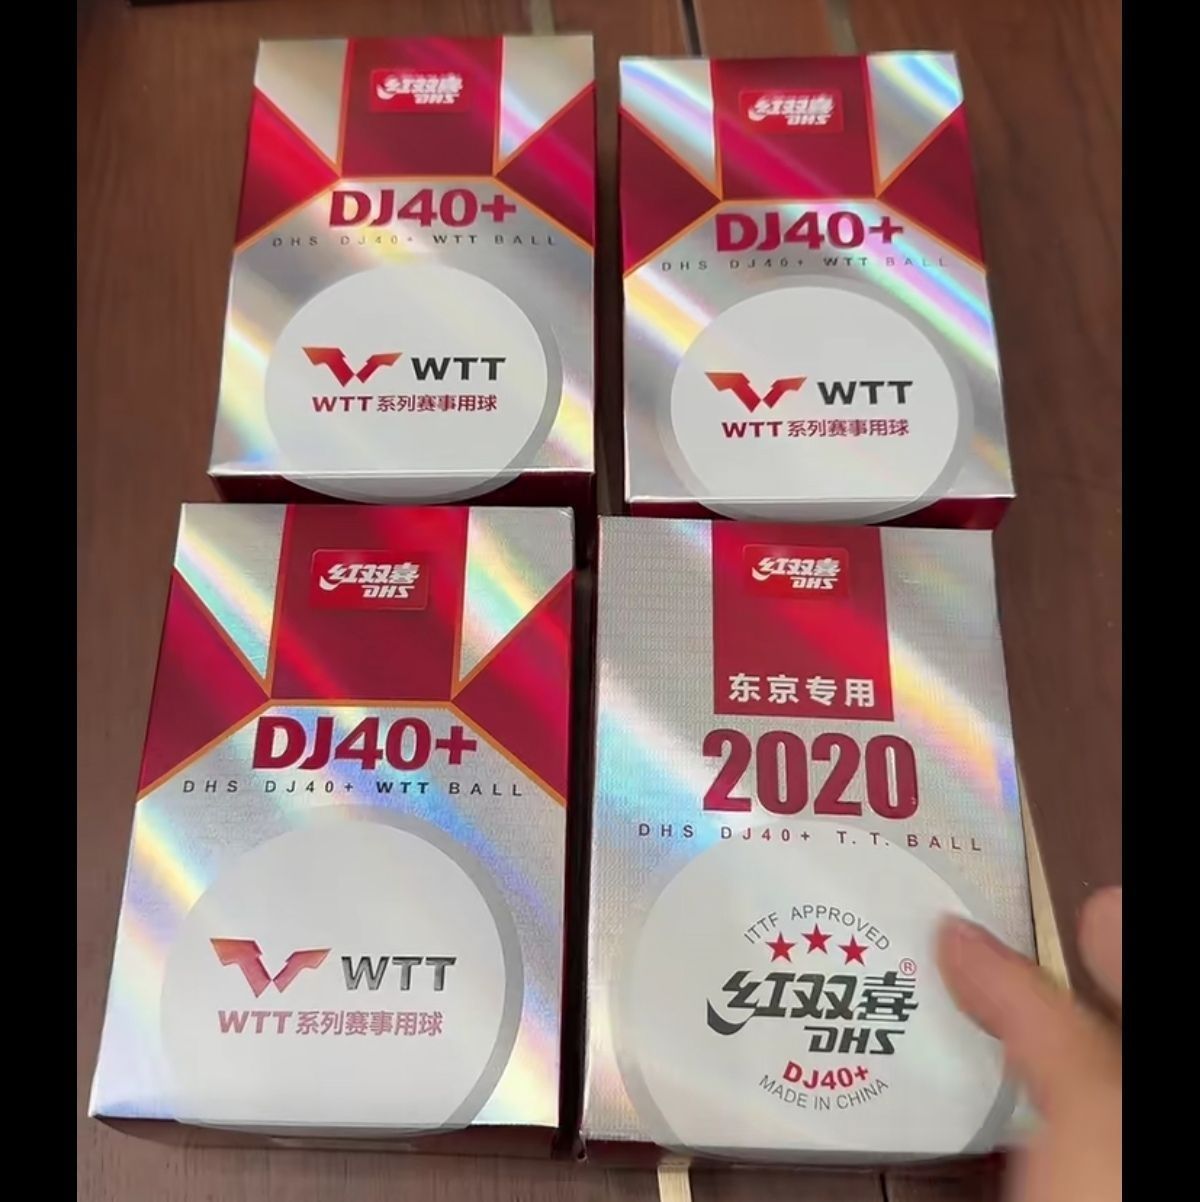 红双喜
DHS
DJ40+
DHS DJ40+ WTT BALL
WTT
WTT系列赛事用球
红双喜
DHS
DJ40+
DHS DJ40+ WTT BALL
WTT
WTT系列赛事用球
红双喜
DHS
DJ40+
DHS DJ40+ WTT BALL
WTT
WTT系列赛事用球
红双喜
DHS
东京专用
2020
DHS DJ40+ T.T. BALL
ITTF APPROVED
红双喜®
DHS
DJ40+
MADE IN CHINA